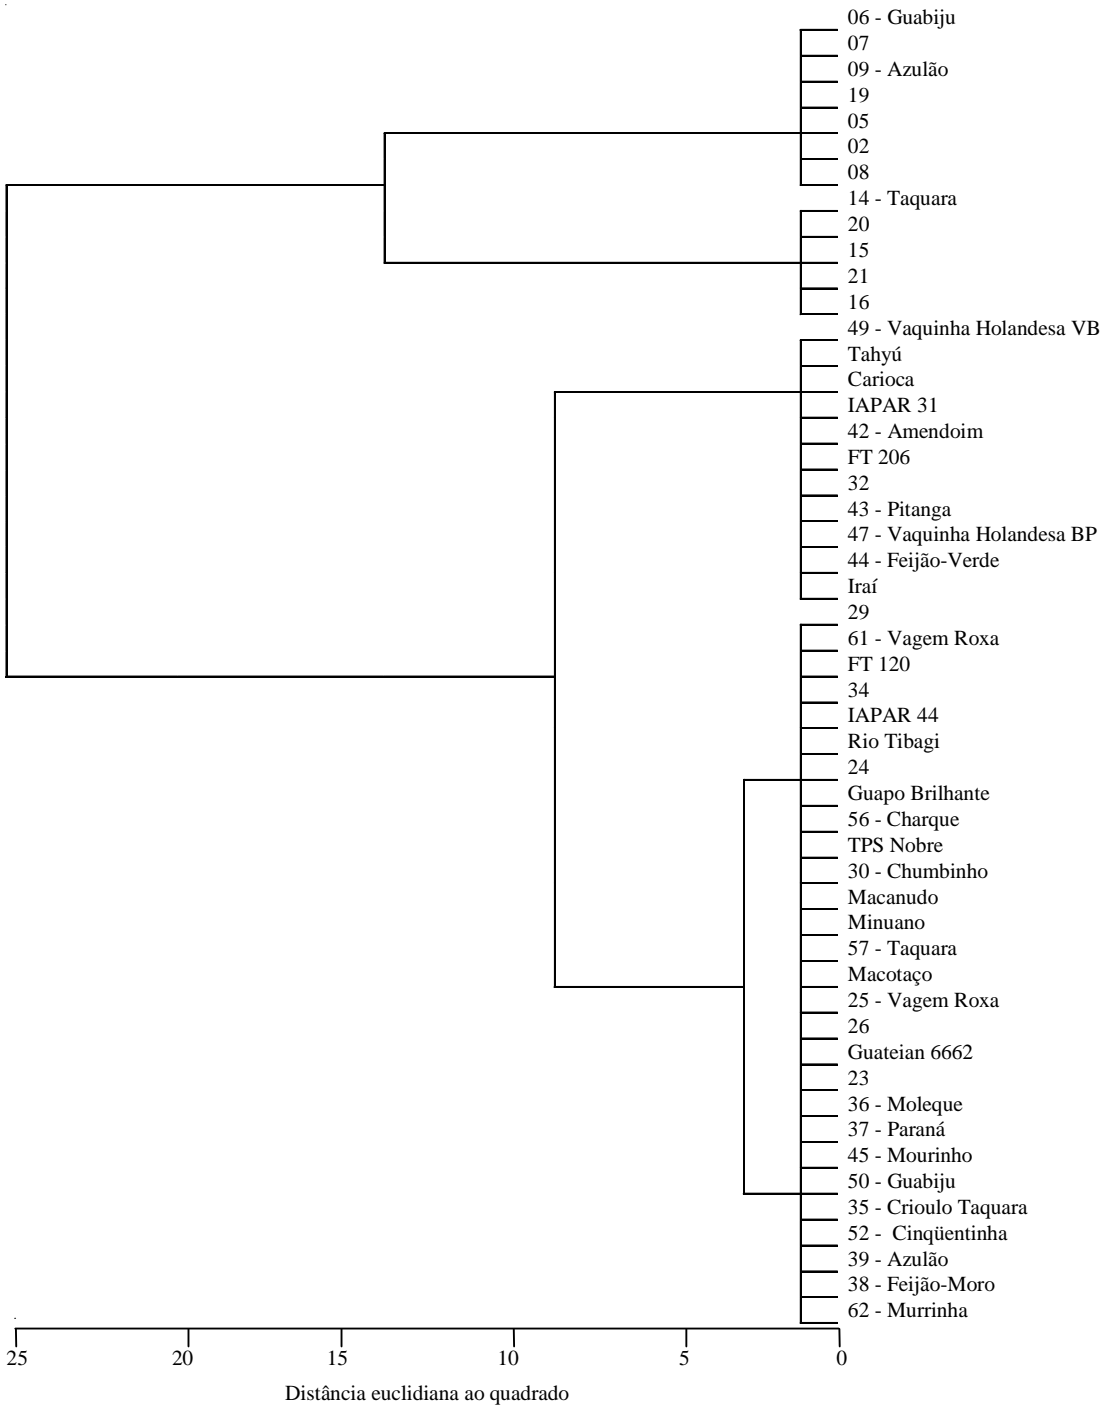 06 - Guabiju
07
09 - Azulão
19
05
02
08
14 - Taquara
20
15
21
16
49 - Vaquinha Holandesa VB
Tahyú
Carioca
IAPAR 31
42 - Amendoim
FT 206
32
43 - Pitanga
47 - Vaquinha Holandesa BP
44 - Feijão-Verde
Iraí
29
61 - Vagem Roxa
FT 120
34
IAPAR 44
Rio Tibagi
24
Guapo Brilhante
56 - Charque
TPS Nobre
30 - Chumbinho
Macanudo
Minuano
57 - Taquara
Macotaço
25 - Vagem Roxa
26
Guateian 6662
23
36 - Moleque
37 - Paraná
45 - Mourinho
50 - Guabiju
35 - Crioulo Taquara
52 - Cinqüentinha
39 - Azulão
38 - Feijão-Moro
62 - Murrinha
25 20 15 10 5 0
Distância euclidiana ao quadrado